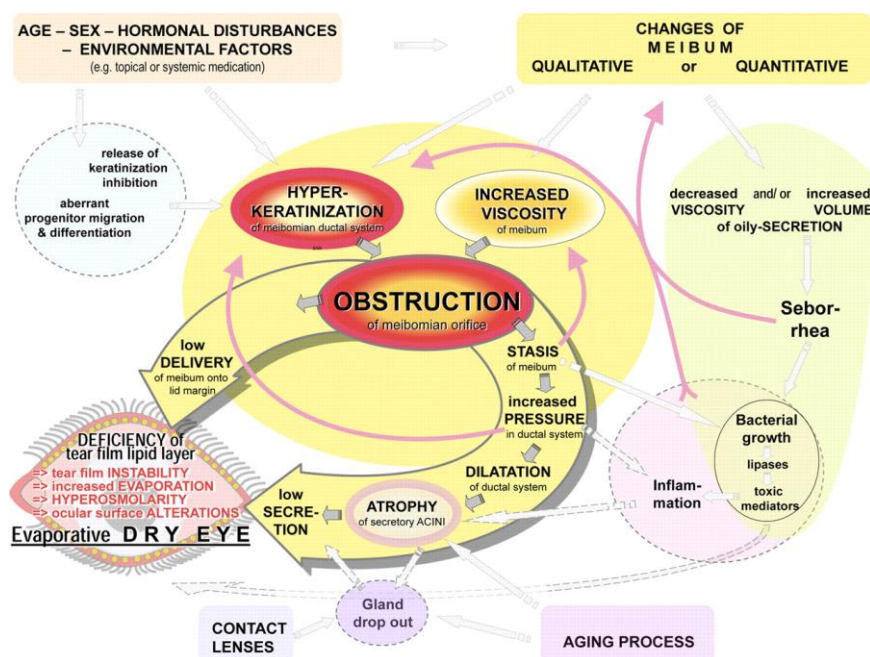 AGE – SEX – HORMONAL DISTURBANCES
– ENVIRONMENTAL FACTORS
(e.g. topical or systemic medication)
CHANGES OF
M E I B U M
QUALITATIVE or QUANTITATIVE
release of
keratinization
inhibition
aberrant
progenitor migration
& differentiation
HYPER-
KERATINIZATION
of meibomian ductal system
INCREASED
VISCOSITY
of meibum
decreased and/ or increased
VISCOSITY VOLUME
of oily-SECRETION
OBSTRUCTION
of meibomian orifice
Sebor-
rhea
low
DELIVERY
of meibum onto
lid margin
STASIS
of meibum
increased
PRESSURE
in ductal system
DILATATION
of ductal system
Bacterial
growth
lipases
toxic
mediators
Inflam-
mation
DEFICIENCY of
tear film lipid layer
=> tear film INSTABILITY
=> increased EVAPORATION
=> HYPEROSMOLARITY
=> ocular surface ALTERATIONS
Evaporative D R Y E Y E
low
SECRE-
TION
ATROPHY
of secretory ACINI
Gland
drop out
CONTACT
LENSES
AGING PROCESS